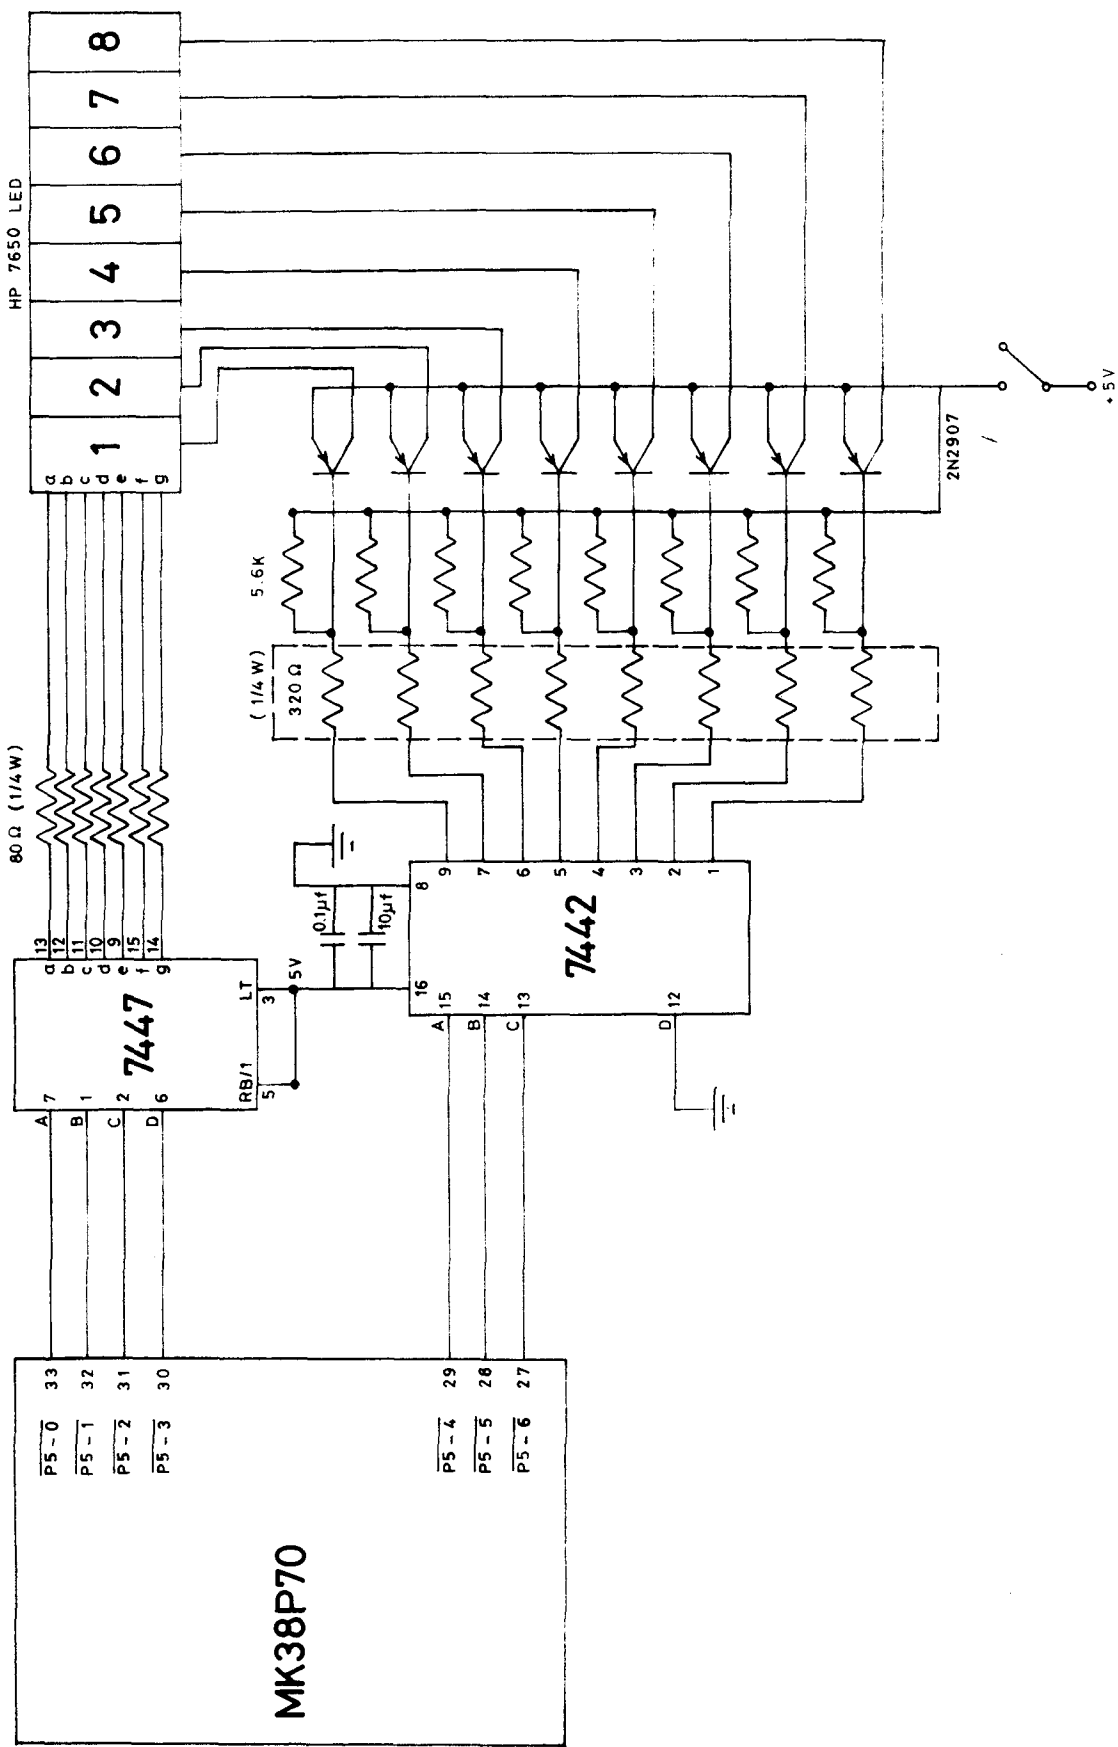 MK38P70
P5-0 33
P5-1 32
P5-2 31
P5-3 30
P5-4 29
P5-5 28
P5-6 27
7447
A 7
B 1
C 2
D 6
RB/1 5
LT 3
a 13
b 12
c 11
d 10
e 9
f 15
g 14
80 Ω (1/4W)
HP 7650 LED
a
b
c
d
e
f
g
1 2 3 4 5 6 7 8
5V
0.1µf
10µf
7442
16
8
A 15
B 14
C 13
D 12
9
7
6
5
4
3
2
1
(1/4 W)
320 Ω
5.6K
2N2907
+5V